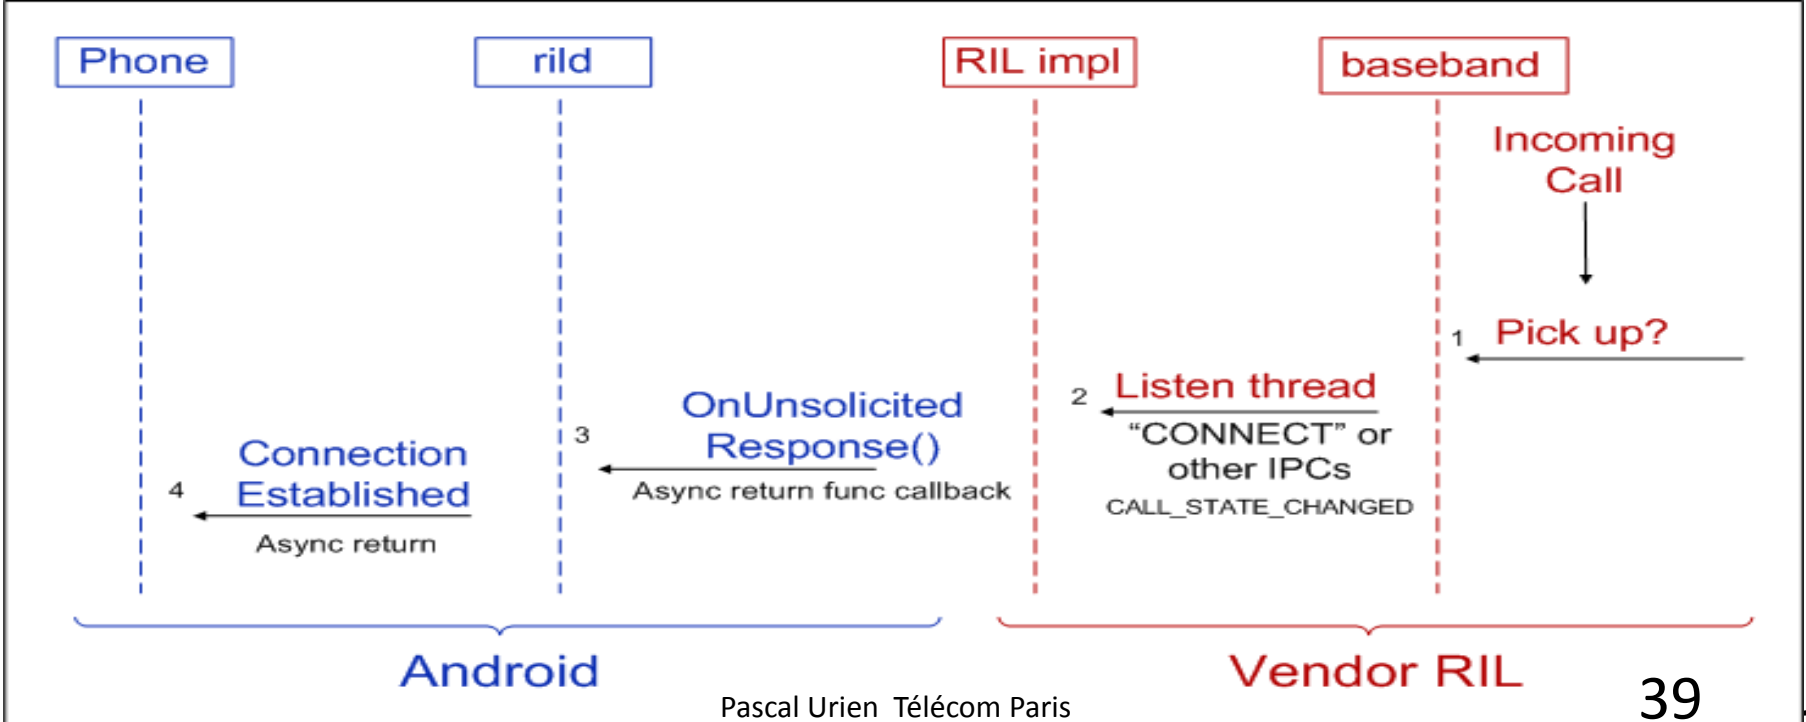 Phone
rild
RIL impl
baseband
Incoming
Call
1
Pick up?
2
Listen thread
"CONNECT" or
other IPCs
CALL_STATE_CHANGED
3
OnUnsolicited
Response()
Async return func callback
4
Connection
Established
Async return
Android
Vendor RIL
Pascal Urien Télécom Paris
39